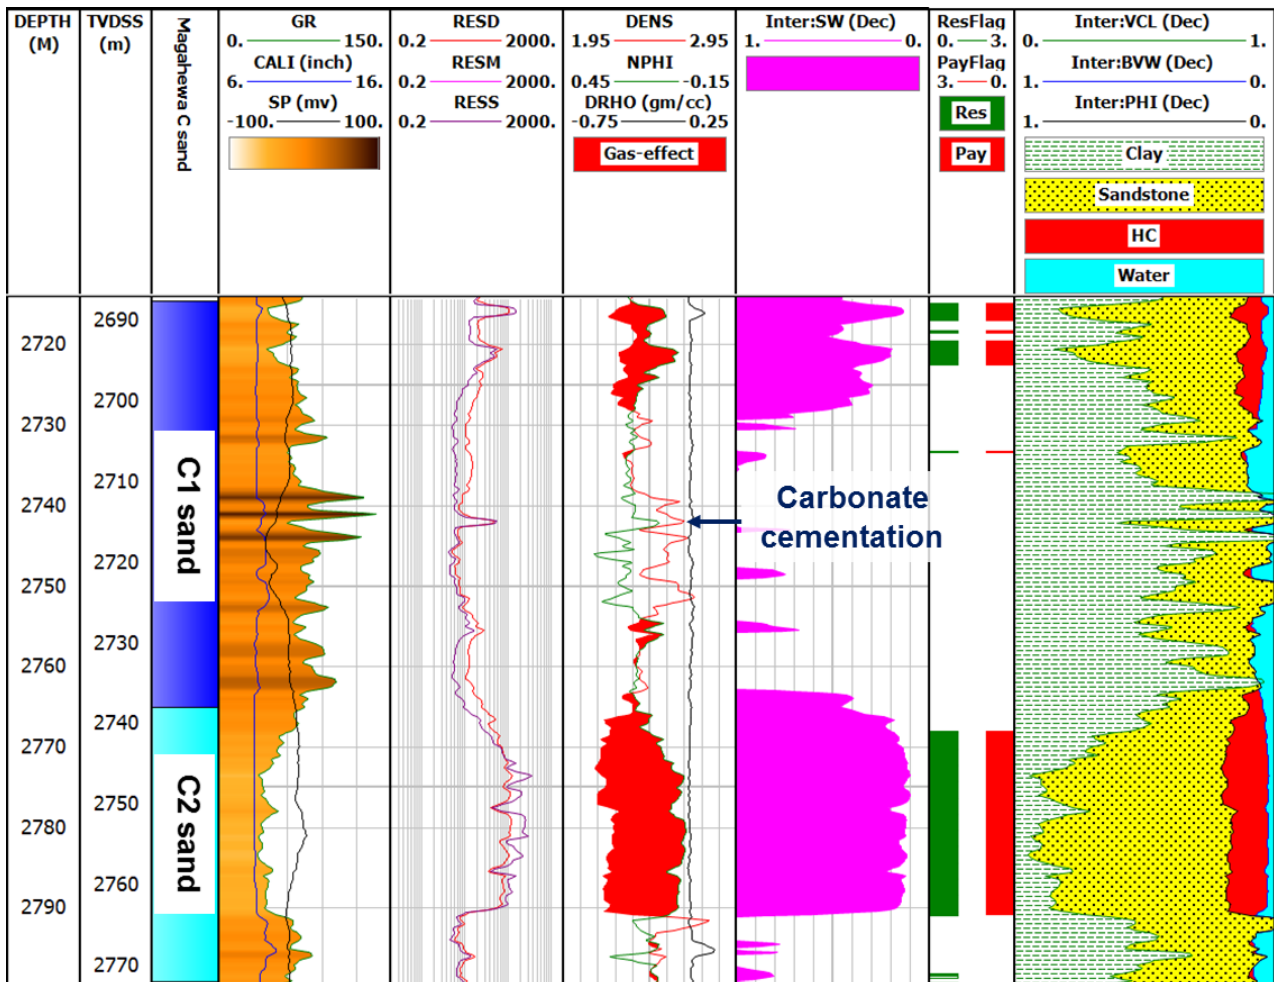 DEPTH
(M)
TVDSS
(m)
Magahewa C sand
GR
0. 150.
CALI (inch)
6. 16.
SP (mv)
-100. 100.
RESD
0.2 2000.
RESM
0.2 2000.
RESS
0.2 2000.
DENS
1.95 2.95
NPHI
0.45 -0.15
DRHO (gm/cc)
-0.75 0.25
Gas-effect
Inter:SW (Dec)
1. 0.
ResFlag
0. 3.
PayFlag
3. 0.
Res
Pay
Inter:VCL (Dec)
0. 1.
Inter:BVW (Dec)
1. 0.
Inter:PHI (Dec)
1. 0.
Clay
Sandstone
HC
Water
2720
2730
2740
2750
2760
2770
2780
2790
2690
2700
2710
2720
2730
2740
2750
2760
2770
C1 sand
C2 sand
Carbonate
cementation